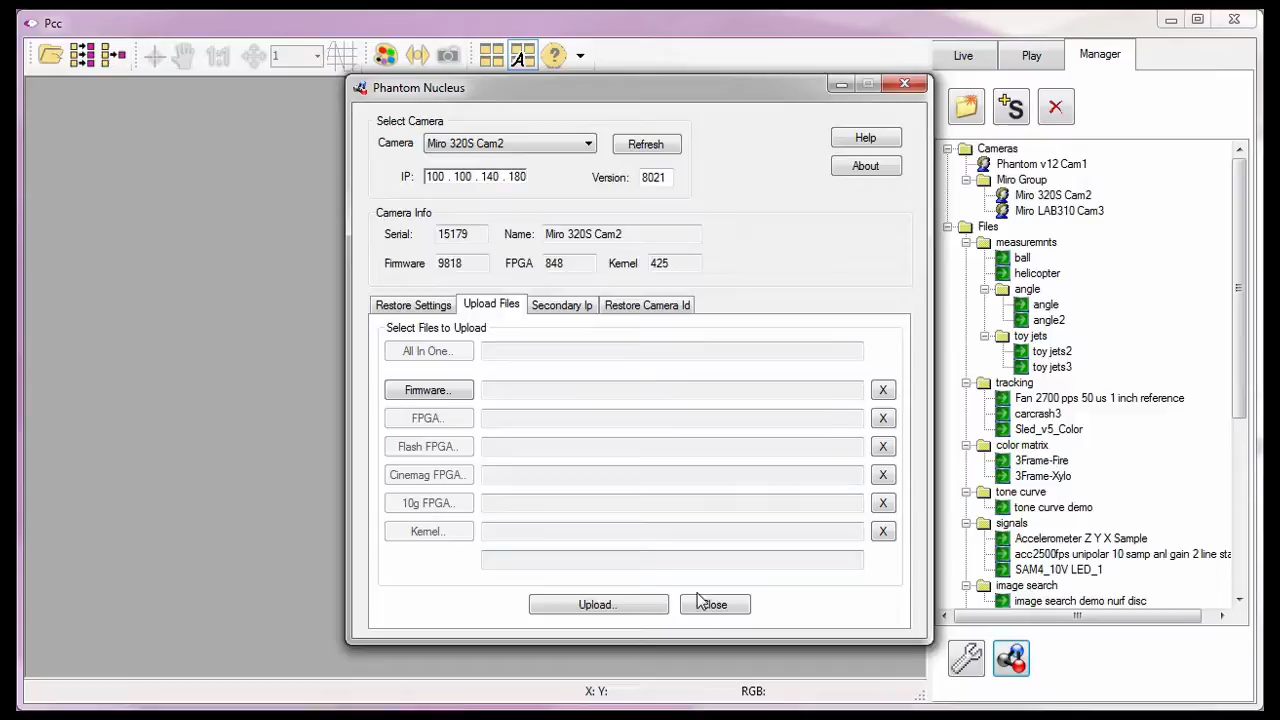 Pcc
1:1
1
A
?
Live
Play
Manager
Phantom Nucleus
Select Camera
Camera
Miro 320S Cam2
Refresh
Help
IP:
100 . 100 . 140 . 180
Version:
8021
About
Camera Info
Serial:
15179
Name:
Miro 320S Cam2
Firmware
9818
FPGA
848
Kernel
425
Restore Settings
Upload Files
Secondary Ip
Restore Camera Id
Select Files to Upload
All In One..
Firmware..
X
FPGA..
X
Flash FPGA..
X
Cinemag FPGA..
X
10g FPGA..
X
Kernel..
X
Upload..
Close
X: Y:
RGB:
+S
Cameras
Phantom v12 Cam1
Miro Group
Miro 320S Cam2
Miro LAB310 Cam3
Files
measuremnts
ball
helicopter
angle
angle
angle2
toy jets
toy jets2
toy jets3
tracking
Fan 2700 pps 50 us 1 inch reference
carcrash3
Sled_v5_Color
color matrix
3Frame-Fire
3Frame-Xylo
tone curve
tone curve demo
signals
Accelerometer Z Y X Sample
acc2500fps unipolar 10 samp anl gain 2 line sta
SAM4_10V LED_1
image search
image search demo nurf disc